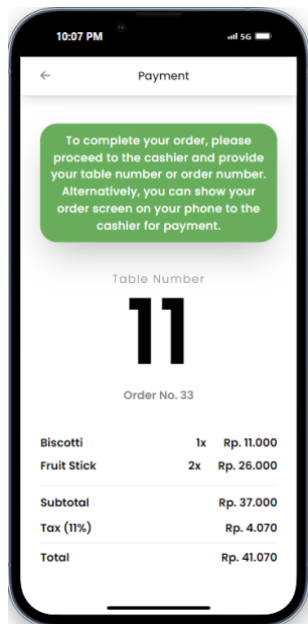 10:07 PM 5G
Payment
To complete your order, please
proceed to the cashier and provide
your table number or order number.
Alternatively, you can show your
order screen on your phone to the
cashier for payment.
Table Number
11
Order No. 33
Biscotti 1x Rp. 11.000
Fruit Stick 2x Rp. 26.000
Subtotal Rp. 37.000
Tax (11%) Rp. 4.070
Total Rp. 41.070